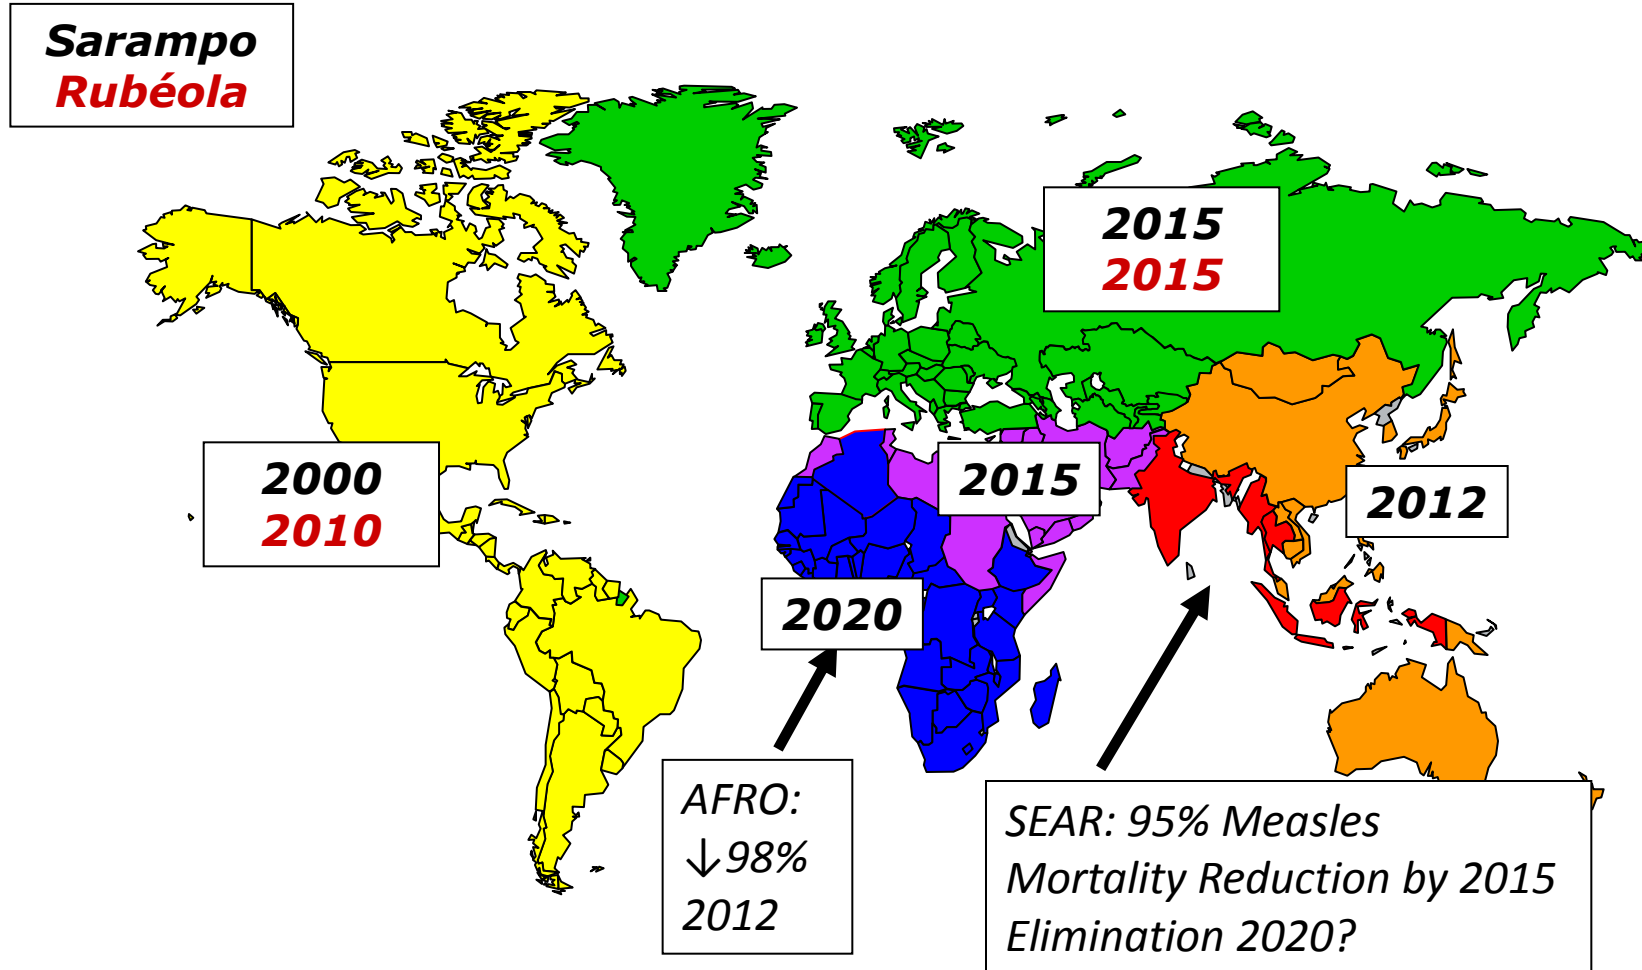 Sarampo
Rubéola
2015
2015
2000
2010
2015
2012
2020
AFRO:
↓98%
2012
SEAR: 95% Measles
Mortality Reduction by 2015
Elimination 2020?